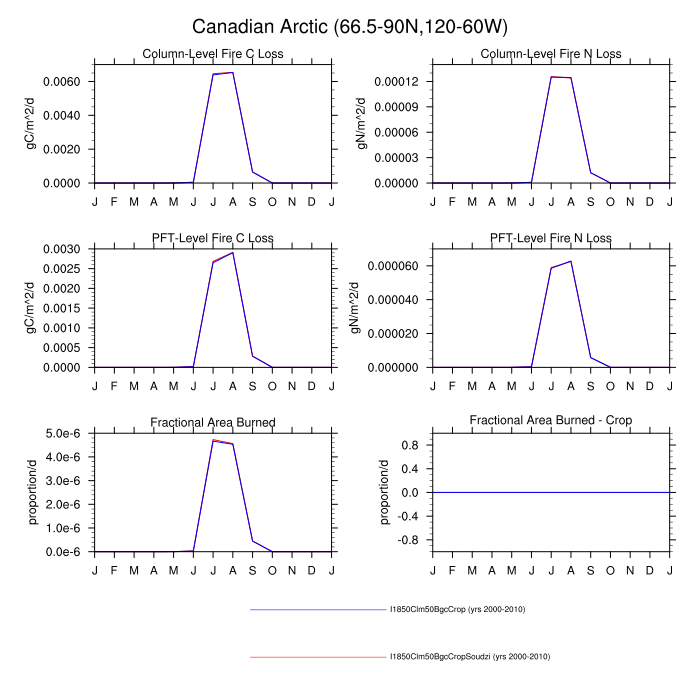 Canadian Arctic (66.5-90N,120-60W)
Column-Level Fire C Loss
Column-Level Fire N Loss
gC/m^2/d
0.0060
0.0040
0.0020
0.0000
J F M A M J J A S O N D J
gN/m^2/d
0.00012
0.00009
0.00006
0.00003
0.00000
J F M A M J J A S O N D J
PFT-Level Fire C Loss
PFT-Level Fire N Loss
gC/m^2/d
0.0030
0.0025
0.0020
0.0015
0.0010
0.0005
0.0000
J F M A M J J A S O N D J
gN/m^2/d
0.000060
0.000040
0.000020
0.000000
J F M A M J J A S O N D J
Fractional Area Burned
Fractional Area Burned - Crop
proportion/d
5.0e-6
4.0e-6
3.0e-6
2.0e-6
1.0e-6
0.0e-6
J F M A M J J A S O N D J
proportion/d
0.8
0.4
0.0
-0.4
-0.8
J F M A M J J A S O N D J
I1850Clm50BgcCrop (yrs 2000-2010)
I1850Clm50BgcCropSoudzi (yrs 2000-2010)